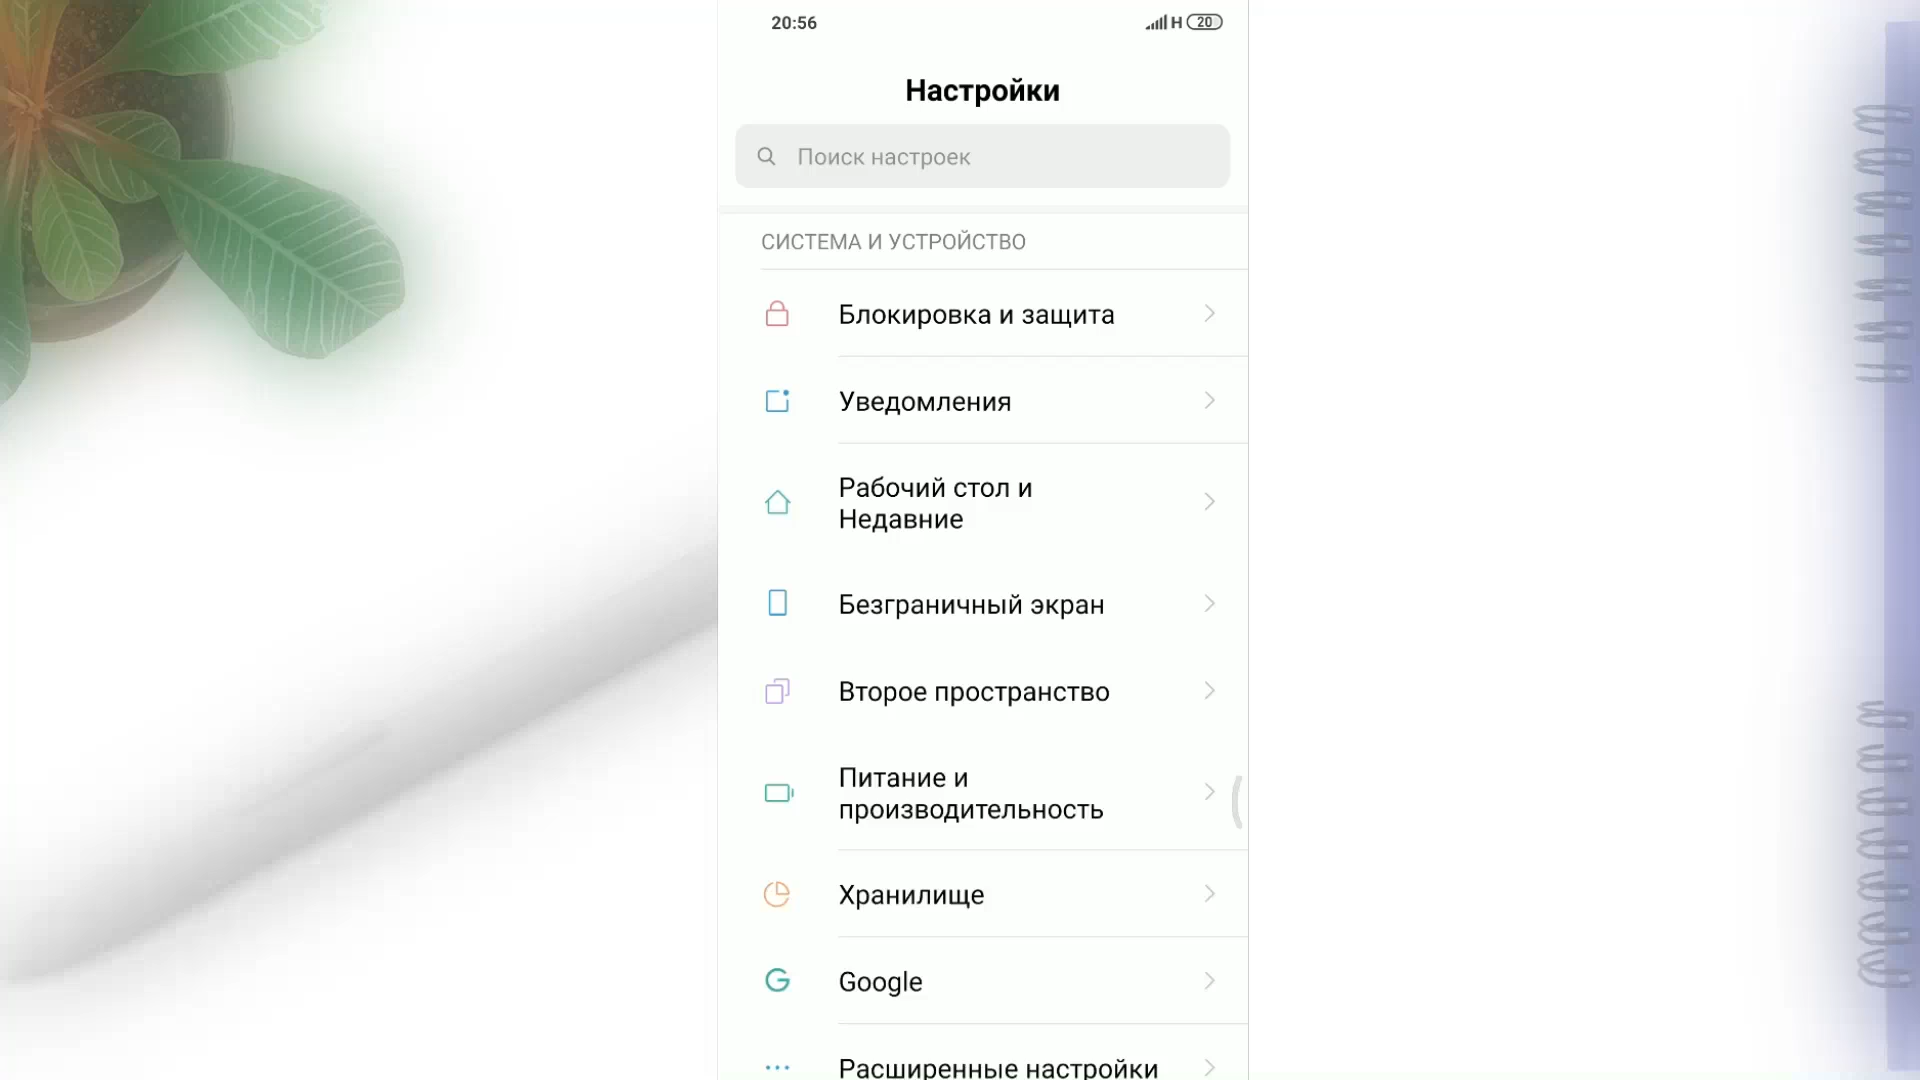 20:56
H 20
Настройки
Поиск настроек
СИСТЕМА И УСТРОЙСТВО
Блокировка и защита
Уведомления
Рабочий стол и
Недавние
Безграничный экран
Второе пространство
Питание и
производительность
Хранилище
Google
Расширенные настройки